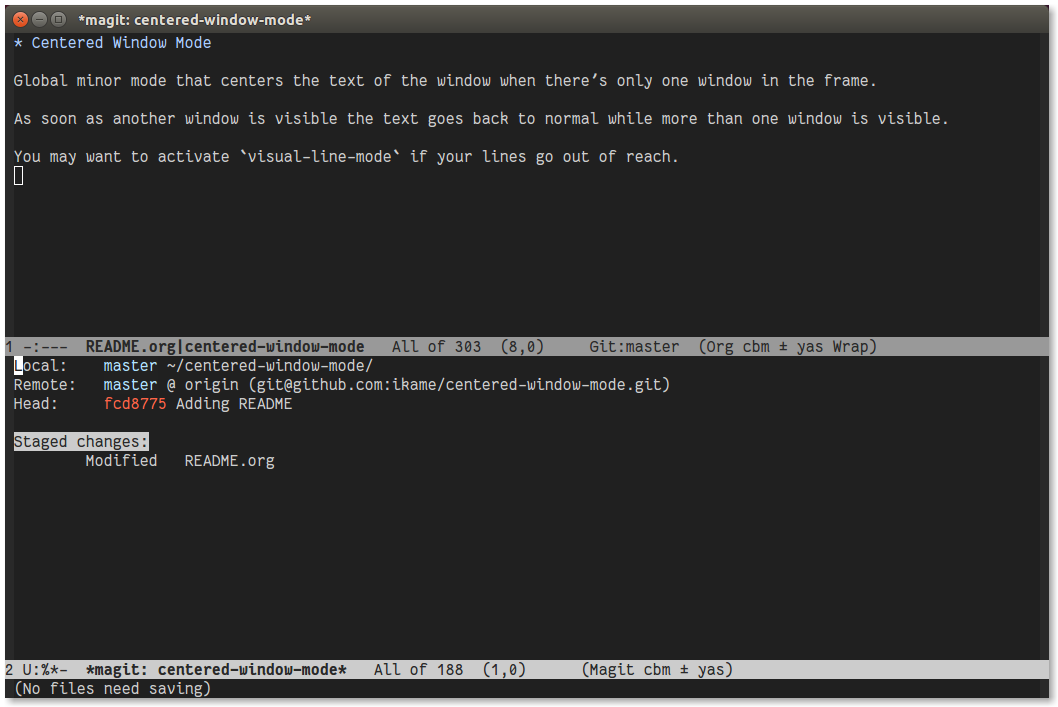 *magit: centered-window-mode*
* Centered Window Mode
Global minor mode that centers the text of the window when there’s only one window in the frame.
As soon as another window is visible the text goes back to normal while more than one window is visible.
You may want to activate `visual-line-mode` if your lines go out of reach.
1 -:--- README.org|centered-window-mode All of 303 (8,0) Git:master (Org cbm ± yas Wrap)
Local: master ~/centered-window-mode/
Remote: master @ origin (git@github.com:ikame/centered-window-mode.git)
Head: fcd8775 Adding README
Staged changes:
Modified README.org
2 U:%*- *magit: centered-window-mode* All of 188 (1,0) (Magit cbm ± yas)
(No files need saving)